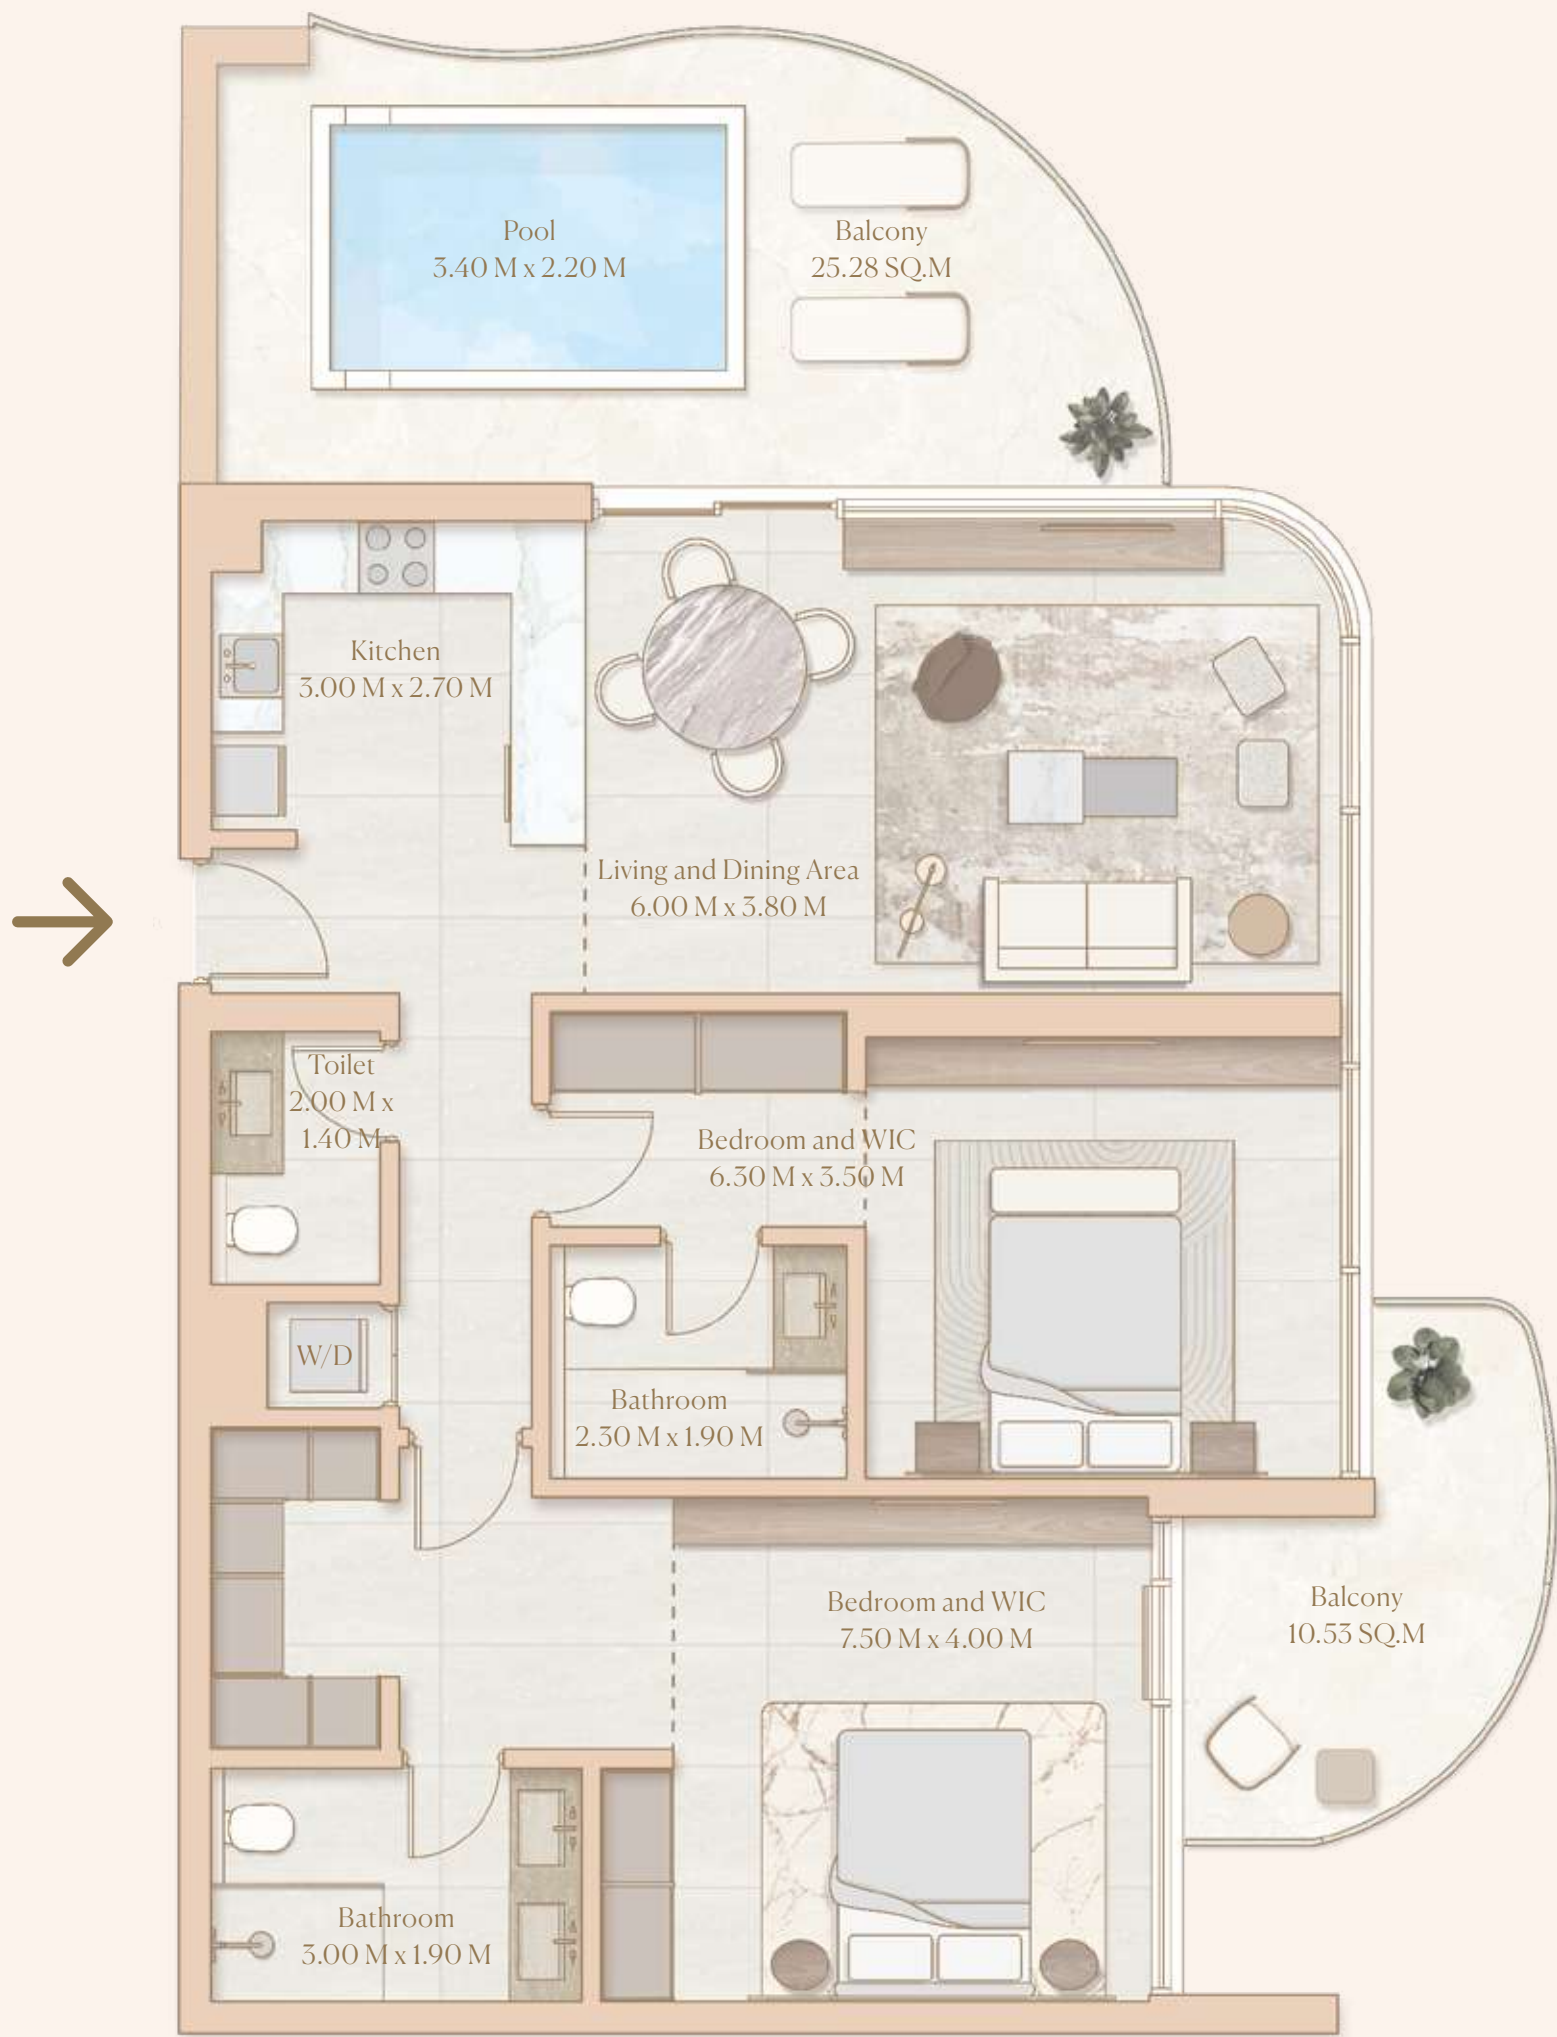 Pool
3.40 M x 2.20 M
Balcony
25.28 SQ.M
Kitchen
3.00 M x 2.70 M
Living and Dining Area
6.00 M x 3.80 M
Toilet
2.00 M x
1.40 M
Bedroom and WIC
6.30 M x 3.50 M
W/D
Bathroom
2.30 M x 1.90 M
Bedroom and WIC
7.50 M x 4.00 M
Balcony
10.53 SQ.M
Bathroom
3.00 M x 1.90 M